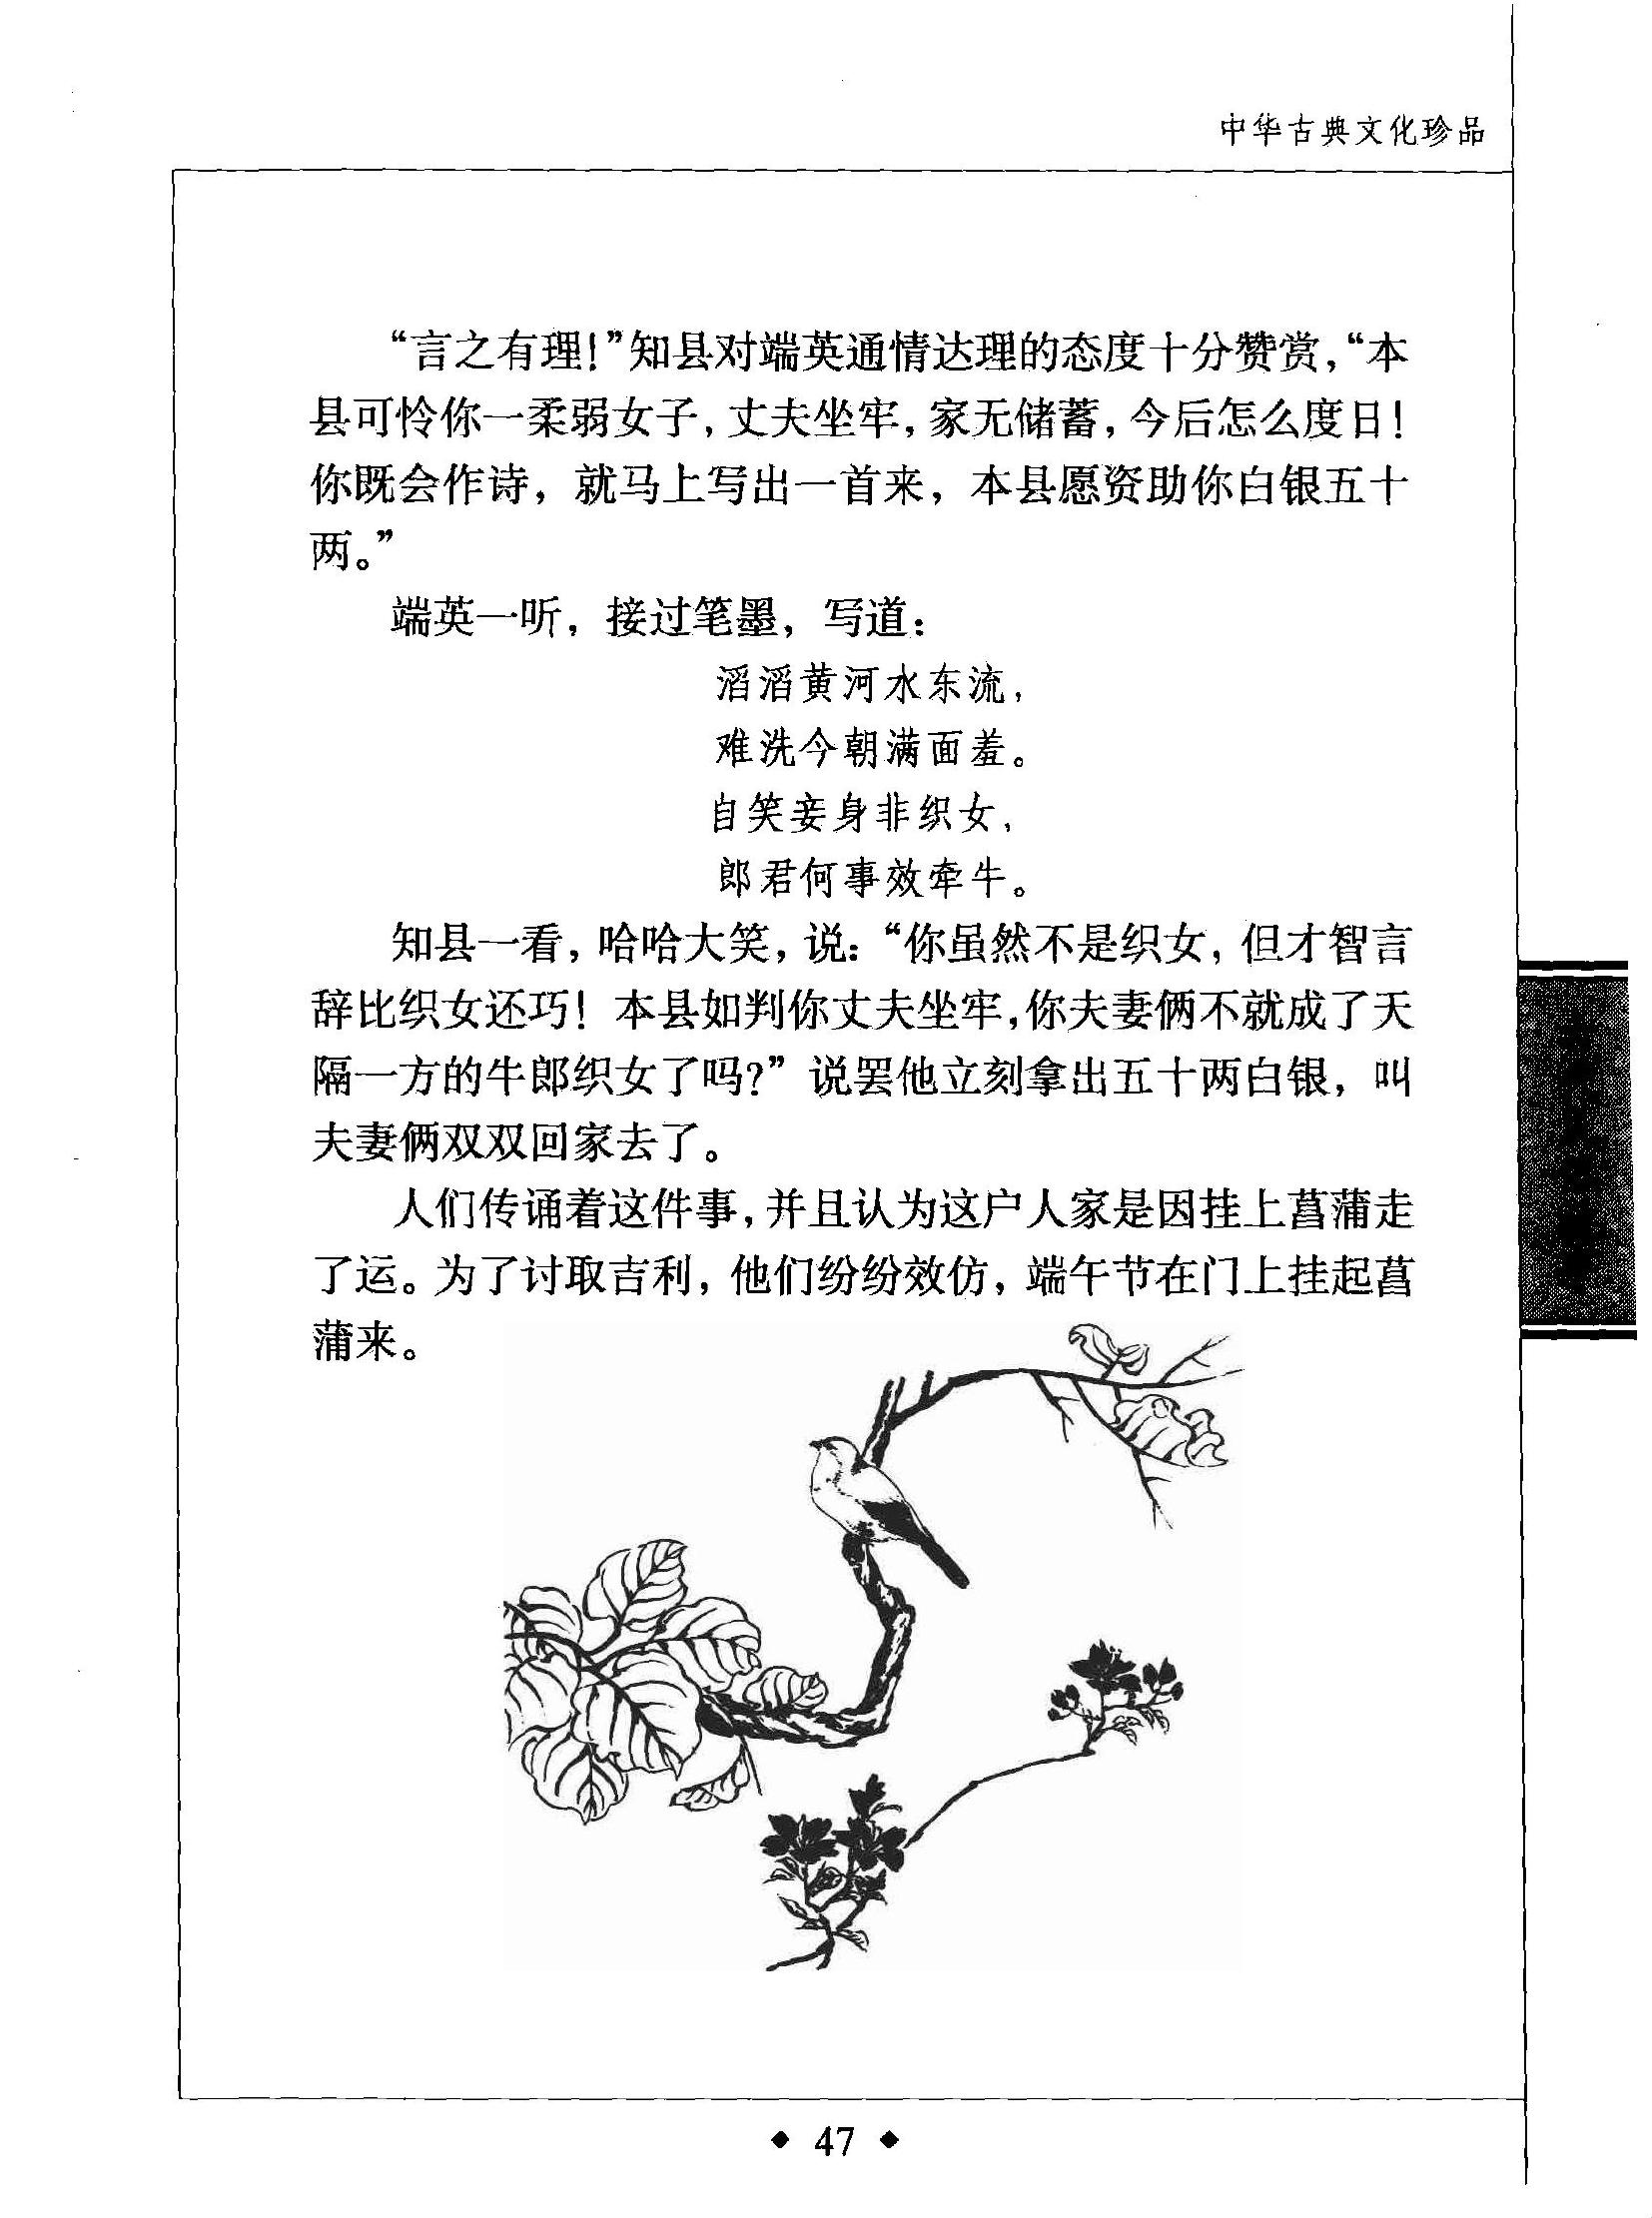 中华古典文化珍品
“言之有理！”知县对端英通情达理的态度十分赞赏，“本
县可怜你一柔弱女子，丈夫坐牢，家无储蓄，今后怎么度日！
你既会作诗，就马上写出一首来，本县愿资助你白银五十
两。”
端英一听，接过笔墨，写道：
滔滔黄河水东流，
难洗今朝满面羞。
自笑妾身非织女，
郎君何事效牵牛。
知县一看，哈哈大笑，说：“你虽然不是织女，但才智言
辞比织女还巧！本县如判你丈夫坐牢，你夫妻俩不就成了天
隔一方的牛郎织女了吗？”说罢他立刻拿出五十两白银，叫
夫妻俩双双回家去了。
人们传诵着这件事，并且认为这户人家是因挂上菖蒲走
了运。为了讨取吉利，他们纷纷效仿，端午节在门上挂起菖
蒲来。
◆ 47 ◆